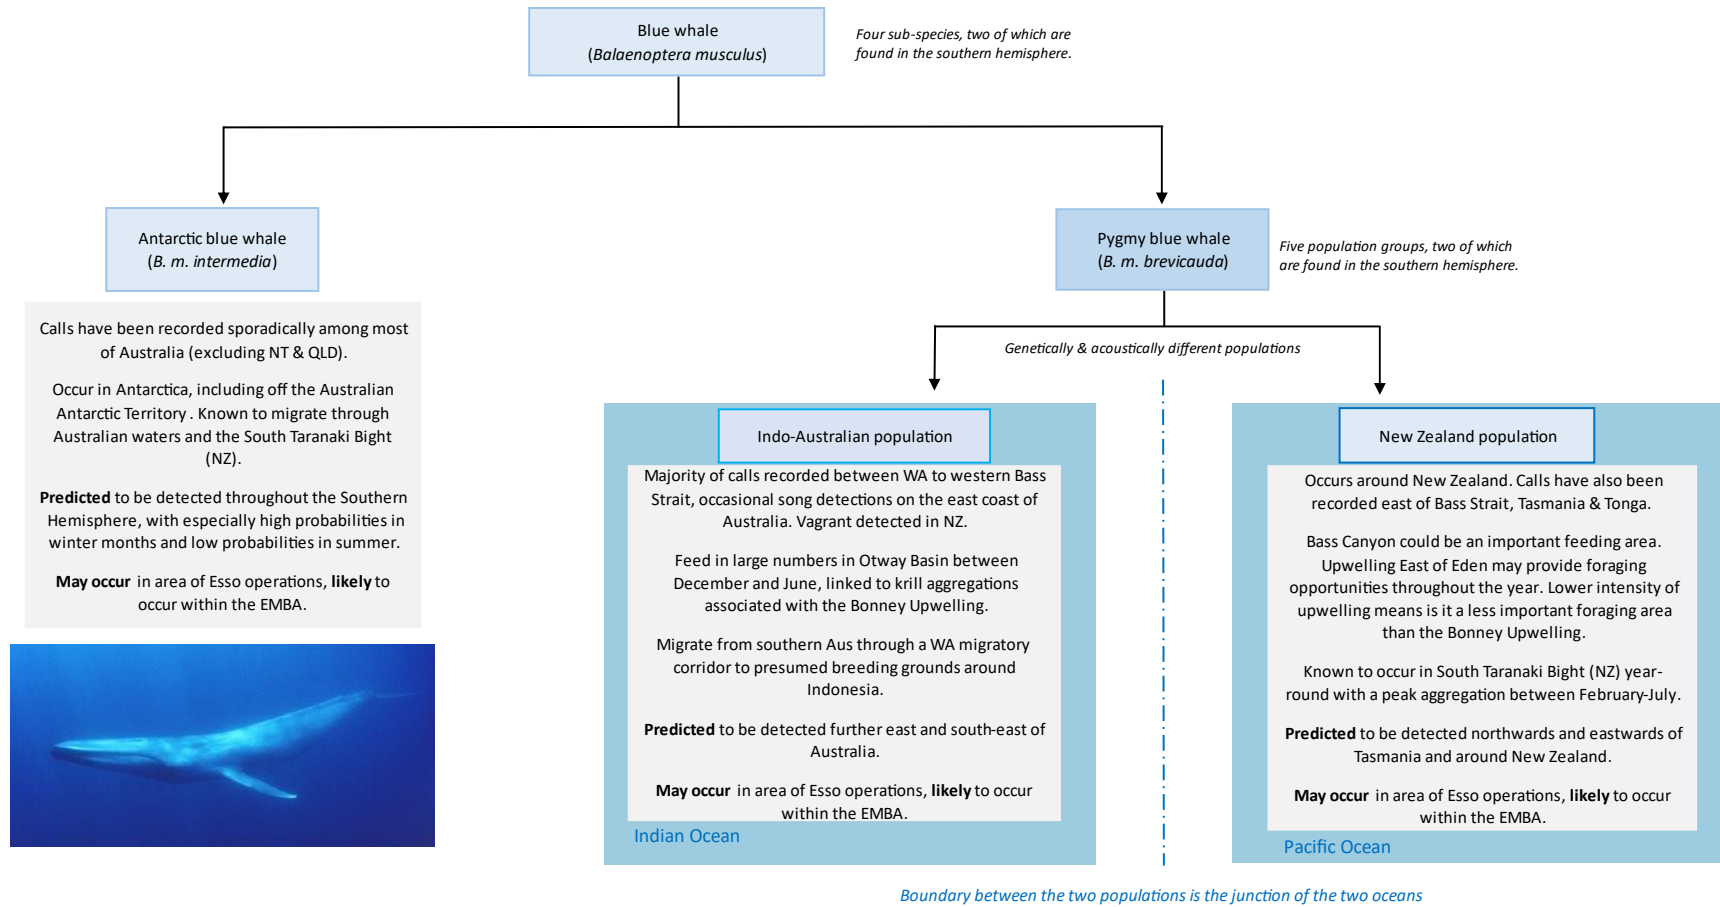 Blue whale
(Balaenoptera musculus)
Four sub-species, two of which are
found in the southern hemisphere.
Antarctic blue whale
(B. m. intermedia)
Pygmy blue whale
(B. m. brevicauda)
Five population groups, two of which
are found in the southern hemisphere.
Calls have been recorded sporadically among most
of Australia (excluding NT & QLD).
Occur in Antarctica, including off the Australian
Antarctic Territory . Known to migrate through
Australian waters and the South Taranaki Bight
(NZ).
Predicted to be detected throughout the Southern
Hemisphere, with especially high probabilities in
winter months and low probabilities in summer.
May occur in area of Esso operations, likely to
occur within the EMBA.
Genetically & acoustically different populations
Indo-Australian population
Majority of calls recorded between WA to western Bass
Strait, occasional song detections on the east coast of
Australia. Vagrant detected in NZ.
Feed in large numbers in Otway Basin between
December and June, linked to krill aggregations
associated with the Bonney Upwelling.
Migrate from southern Aus through a WA migratory
corridor to presumed breeding grounds around
Indonesia.
Predicted to be detected further east and south-east of
Australia.
May occur in area of Esso operations, likely to occur
within the EMBA.
Indian Ocean
New Zealand population
Occurs around New Zealand. Calls have also been
recorded east of Bass Strait, Tasmania & Tonga.
Bass Canyon could be an important feeding area.
Upwelling East of Eden may provide foraging
opportunities throughout the year. Lower intensity of
upwelling means is it a less important foraging area
than the Bonney Upwelling.
Known to occur in South Taranaki Bight (NZ) year-
round with a peak aggregation between February-July.
Predicted to be detected northwards and eastwards of
Tasmania and around New Zealand.
May occur in area of Esso operations, likely to occur
within the EMBA.
Pacific Ocean
Boundary between the two populations is the junction of the two oceans